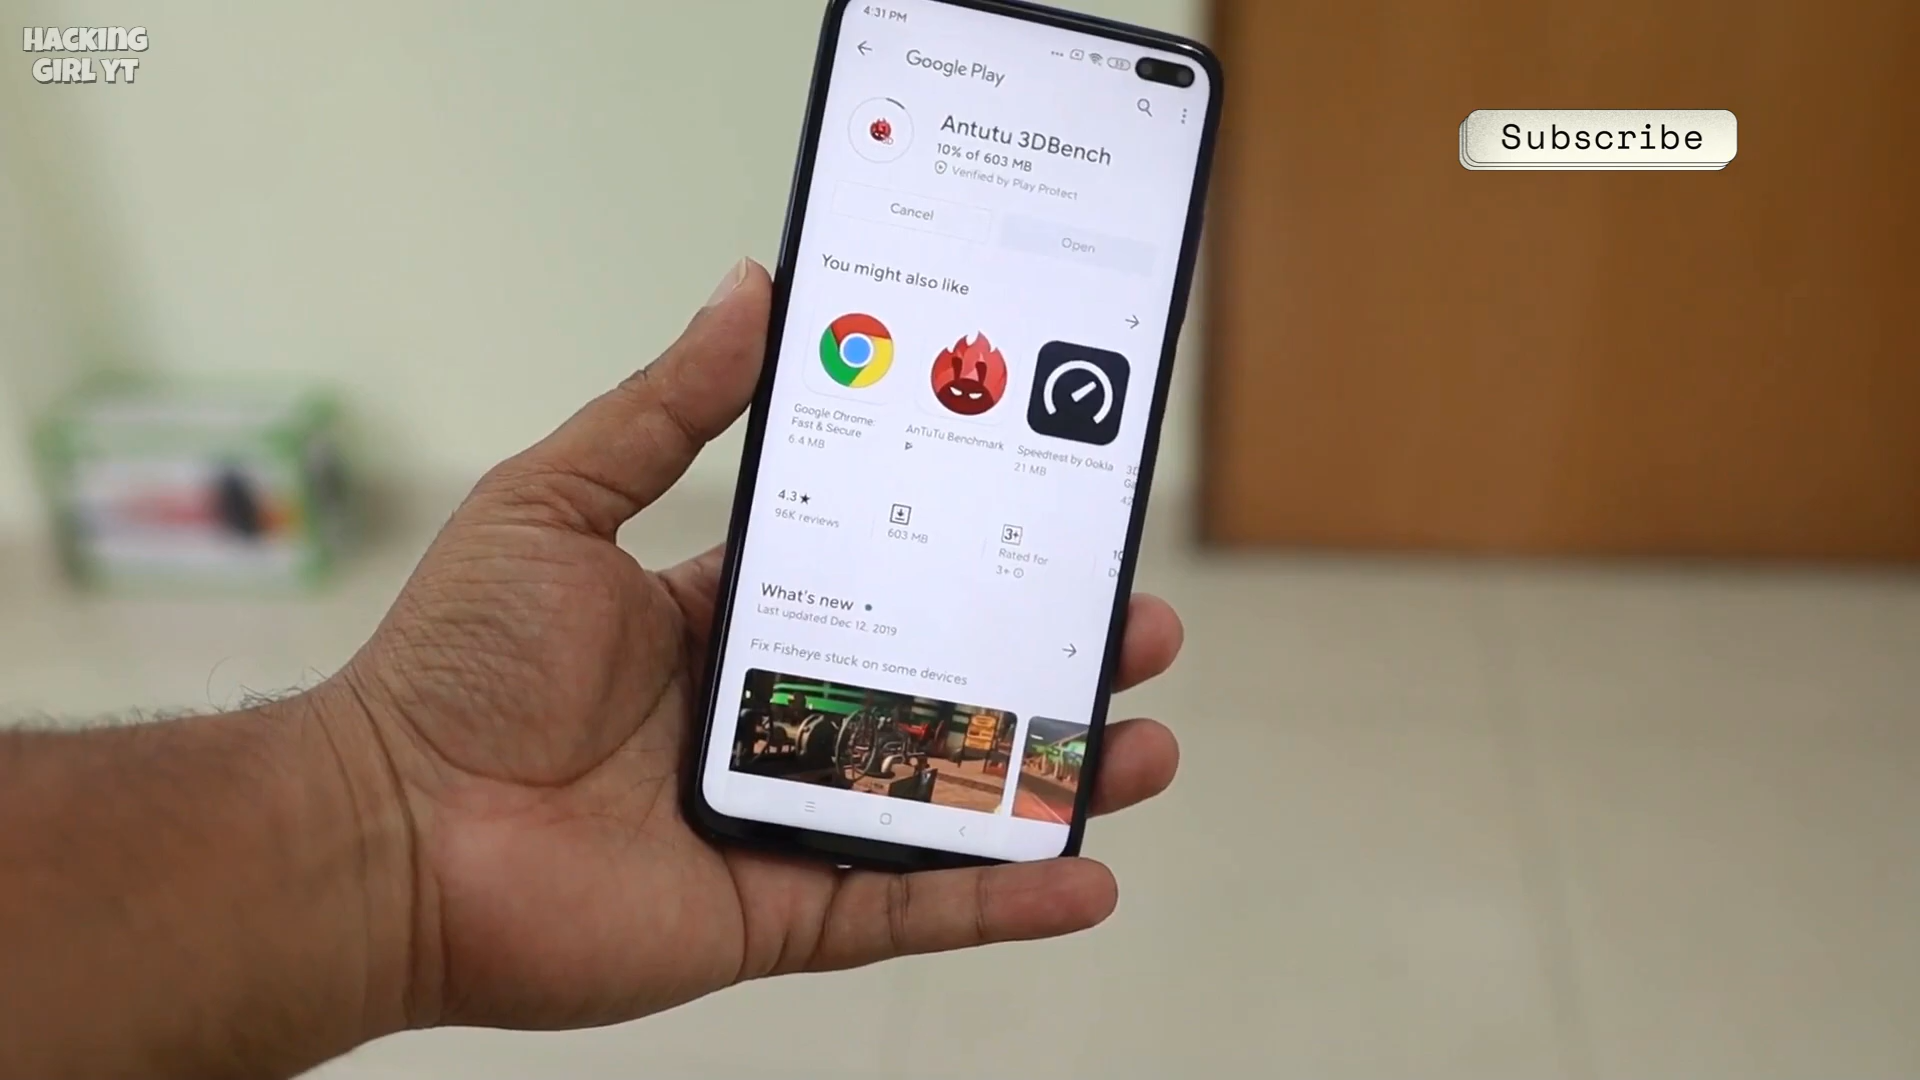 HACKING
GIRL YT
Subscribe
4:31 PM
Google Play
Antutu 3DBench
10% of 603 MB
Verified by Play Protect
Cancel
Open
You might also like
Google Chrome:
Fast & Secure
6.4 MB
AnTuTu Benchmark
Speedtest by Ookla
21 MB
3D
4.3★
96K reviews
603 MB
3+
Rated for
3+
What's new
Last updated Dec 12, 2019
Fix Fisheye stuck on some devices